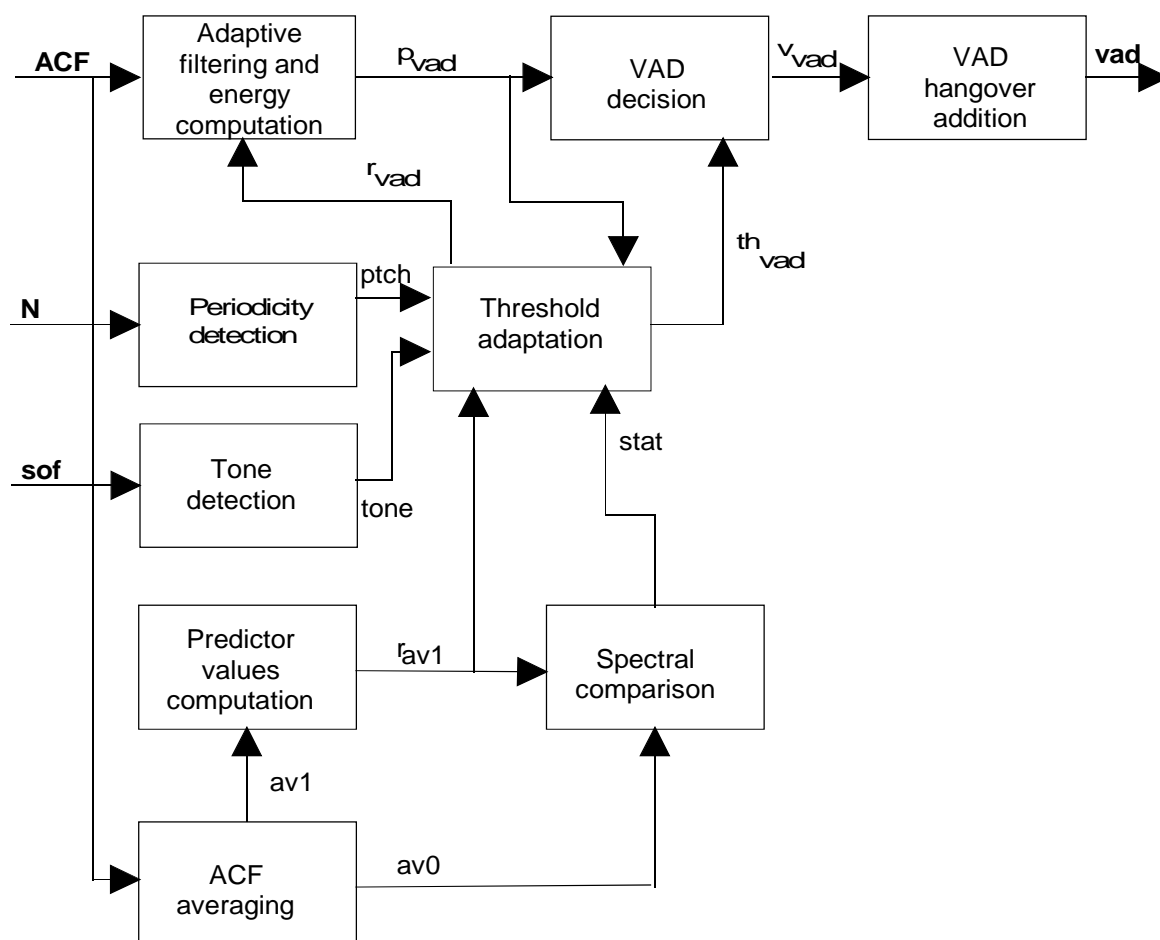 ACF
Adaptive
filtering and
energy
computation
pvad
VAD
decision
vvad
VAD
hangover
addition
vad
rvad
thvad
N
Periodicity
detection
ptch
Threshold
adaptation
sof
Tone
detection
tone
stat
Predictor
values
computation
rav1
Spectral
comparison
av1
ACF
averaging
av0